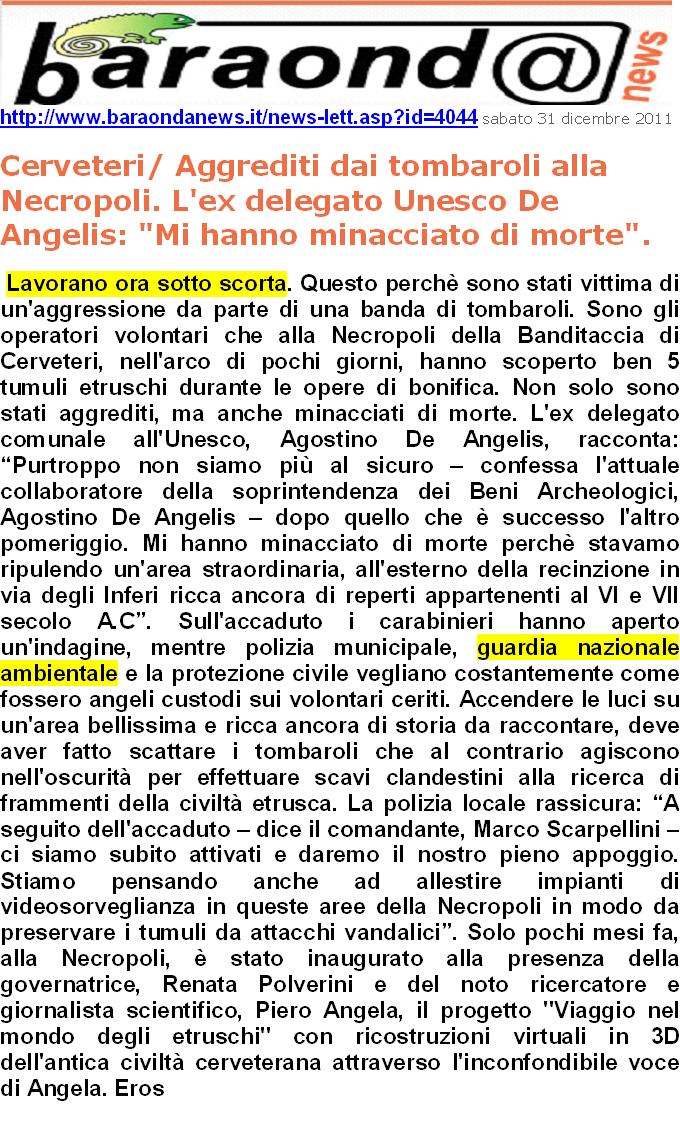 baraond@ news
http://www.baraondanews.it/news-lett.asp?id=4044 sabato 31 dicembre 2011
Cerveteri/ Aggrediti dai tombaroli alla
Necropoli. L'ex delegato Unesco De
Angelis: "Mi hanno minacciato di morte".
Lavorano ora sotto scorta. Questo perchè sono stati vittima di
un'aggressione da parte di una banda di tombaroli. Sono gli
operatori volontari che alla Necropoli della Banditaccia di
Cerveteri, nell'arco di pochi giorni, hanno scoperto ben 5
tumuli etruschi durante le opere di bonifica. Non solo sono
stati aggrediti, ma anche minacciati di morte. L'ex delegato
comunale all'Unesco, Agostino De Angelis, racconta:
“Purtroppo non siamo più al sicuro – confessa l'attuale
collaboratore della soprintendenza dei Beni Archeologici,
Agostino De Angelis – dopo quello che è successo l'altro
pomeriggio. Mi hanno minacciato di morte perchè stavamo
ripulendo un'area straordinaria, all'esterno della recinzione in
via degli Inferi ricca ancora di reperti appartenenti al VI e VII
secolo A.C”. Sull'accaduto i carabinieri hanno aperto
un'indagine, mentre polizia municipale, guardia nazionale
ambientale e la protezione civile vegliano costantemente come
fossero angeli custodi sui volontari ceriti. Accendere le luci su
un'area bellissima e ricca ancora di storia da raccontare, deve
aver fatto scattare i tombaroli che al contrario agiscono
nell'oscurità per effettuare scavi clandestini alla ricerca di
frammenti della civiltà etrusca. La polizia locale rassicura: “A
seguito dell'accaduto – dice il comandante, Marco Scarpellini –
ci siamo subito attivati e daremo il nostro pieno appoggio.
Stiamo pensando anche ad allestire impianti di
videosorveglianza in queste aree della Necropoli in modo da
preservare i tumuli da attacchi vandalici”. Solo pochi mesi fa,
alla Necropoli, è stato inaugurato alla presenza della
governatrice, Renata Polverini e del noto ricercatore e
giornalista scientifico, Piero Angela, il progetto "Viaggio nel
mondo degli etruschi" con ricostruzioni virtuali in 3D
dell'antica civiltà cerveterana attraverso l'inconfondibile voce
di Angela. Eros